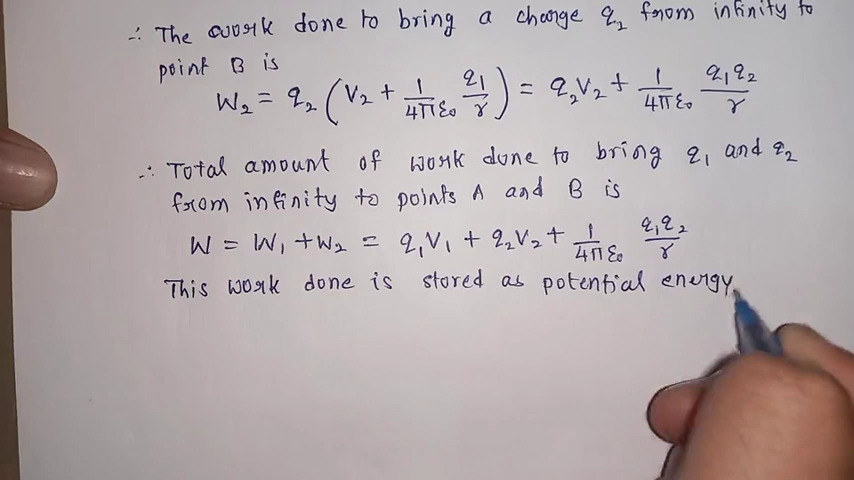 ∴ The work done to bring a charge q₂ from infinity to
point B is
W₂ = q₂ (V₂ + 1/4πε₀ q₁/r) = q₂V₂ + 1/4πε₀ q₁q₂/r
∴ Total amount of work done to bring q₁ and q₂
from infinity to points A and B is
W = W₁ + W₂ = q₁V₁ + q₂V₂ + 1/4πε₀ q₁q₂/r
This work done is stored as potential energy